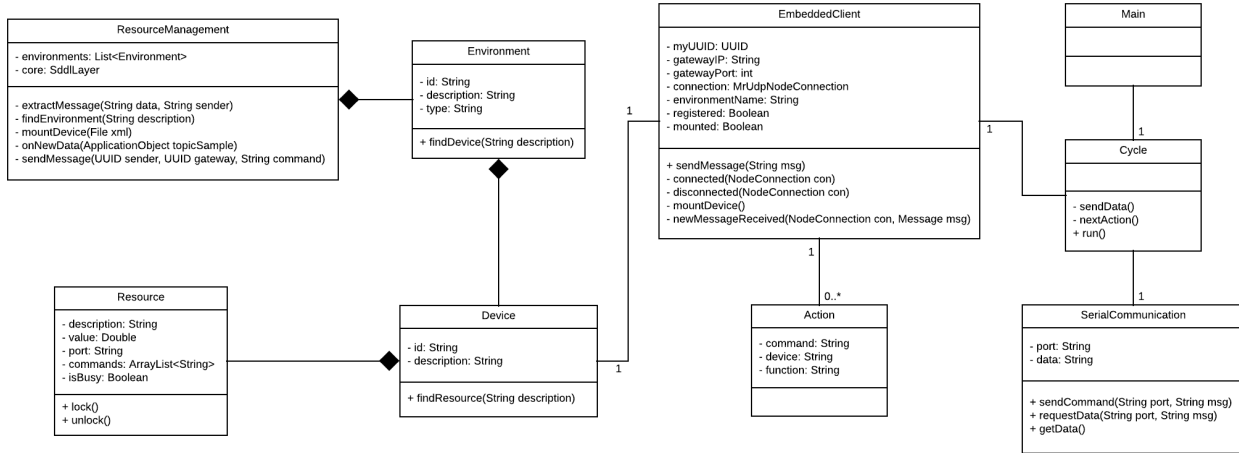 ResourceManagement
- environments: List<Environment>
- core: SddlLayer
- extractMessage(String data, String sender)
- findEnvironment(String description)
- mountDevice(File xml)
- onNewData(ApplicationObject topicSample)
- sendMessage(UUID sender, UUID gateway, String command)
Environment
- id: String
- description: String
- type: String
+ findDevice(String description)
EmbeddedClient
- myUUID: UUID
- gatewayIP: String
- gatewayPort: int
- connection: MrUdpNodeConnection
- environmentName: String
- registered: Boolean
- mounted: Boolean
+ sendMessage(String msg)
- connected(NodeConnection con)
- disconnected(NodeConnection con)
- mountDevice()
- newMessageReceived(NodeConnection con, Message msg)
Main
1
1
1
Cycle
- sendData()
- nextAction()
+ run()
1
0..*
1
1
Resource
- description: String
- value: Double
- port: String
- commands: ArrayList<String>
- isBusy: Boolean
+ lock()
+ unlock()
Device
- id: String
- description: String
+ findResource(String description)
Action
- command: String
- device: String
- function: String
SerialCommunication
- port: String
- data: String
+ sendCommand(String port, String msg)
+ requestData(String port, String msg)
+ getData()